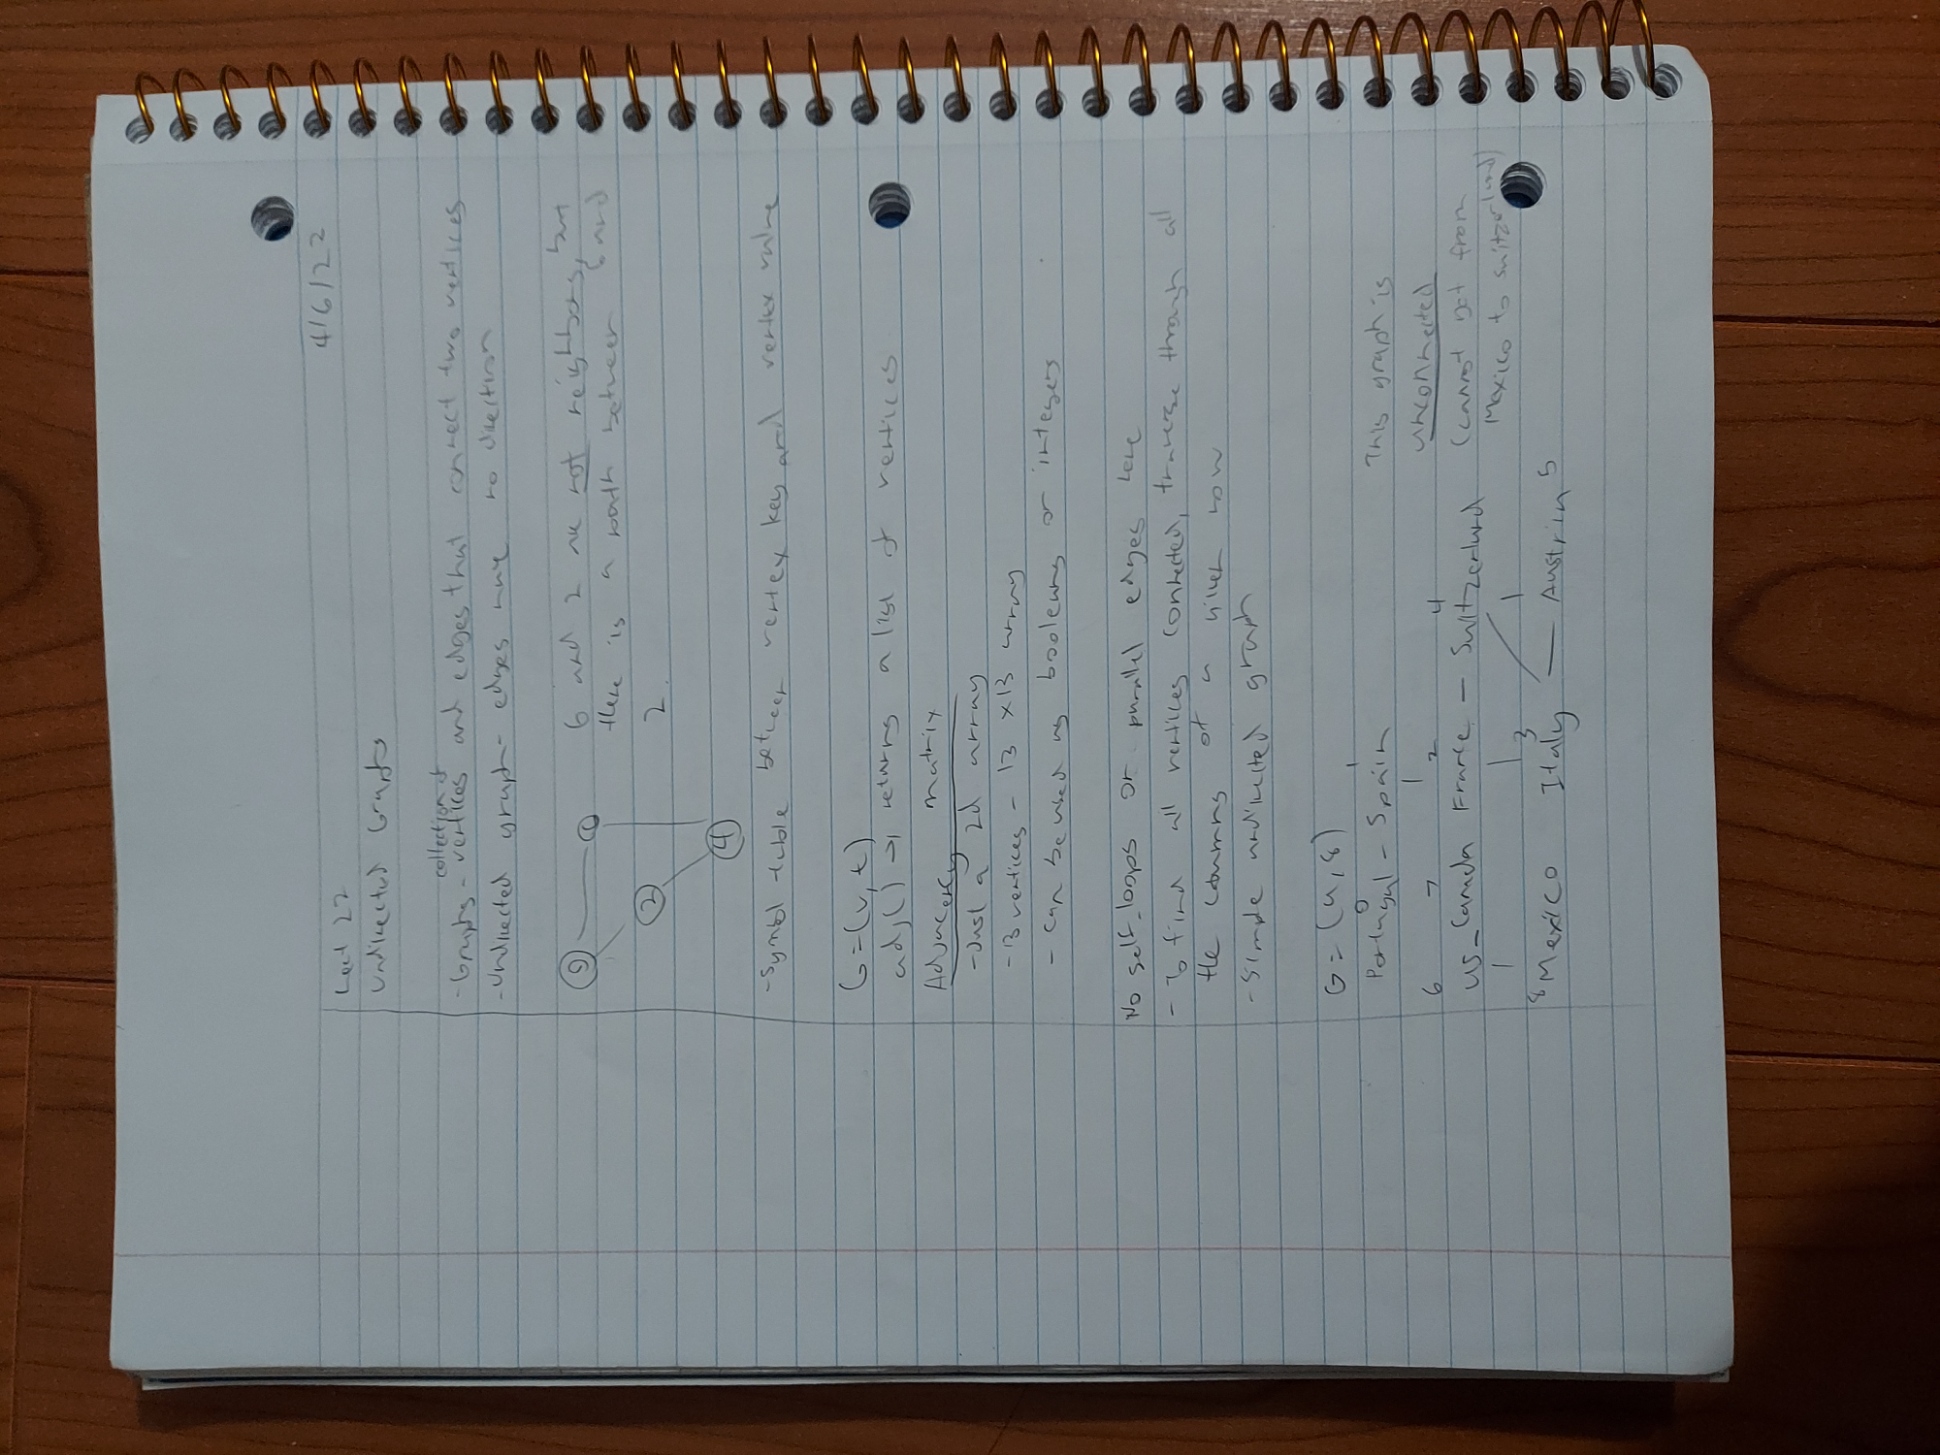 4/6/22
Lect 22
Undirected Graphs
collection of
-Graphs - vertices and edges that connect two vertices
-Undirected graph - edges have no direction
6 and 2 are not neighbors, but
there is a path between 6 and
2.
2
4
-Symbol table between vertex key and vertex value
G=(v, E)
adj() → returns a list of vertices
Adjacency matrix
-Just a 2d array
-13 vertices - 13 x13 array
- can be used as booleans or integers
No self-loops or parallel edges here
- To find all vertices connected, traverse through all
the columns of a given row
-Simple undirected graph
G=
0 1
Portugal - Spain
This graph is
unconnected
6 7 2 4
US - Canada France - Switzerland
(cannot get from
Mexico to Switzerland)
3
8 Mexico Italy — Austria 5